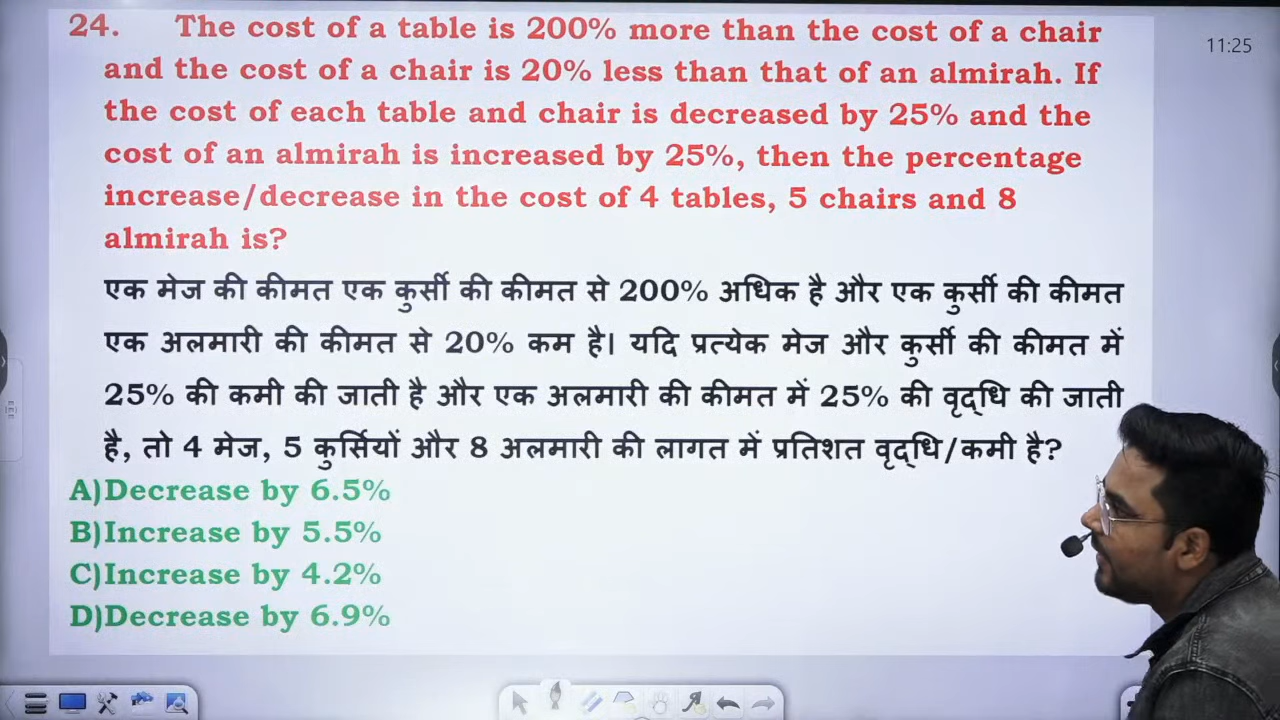 11:25
24. The cost of a table is 200% more than the cost of a chair
and the cost of a chair is 20% less than that of an almirah. If
the cost of each table and chair is decreased by 25% and the
cost of an almirah is increased by 25%, then the percentage
increase/decrease in the cost of 4 tables, 5 chairs and 8
almirah is?
एक मेज की कीमत एक कुर्सी की कीमत से 200% अधिक है और एक कुर्सी की कीमत
एक अलमारी की कीमत से 20% कम है। यदि प्रत्येक मेज और कुर्सी की कीमत में
25% की कमी की जाती है और एक अलमारी की कीमत में 25% की वृद्धि की जाती
है, तो 4 मेज, 5 कुर्सियों और 8 अलमारी की लागत में प्रतिशत वृद्धि/कमी है?
A)Decrease by 6.5%
B)Increase by 5.5%
C)Increase by 4.2%
D)Decrease by 6.9%